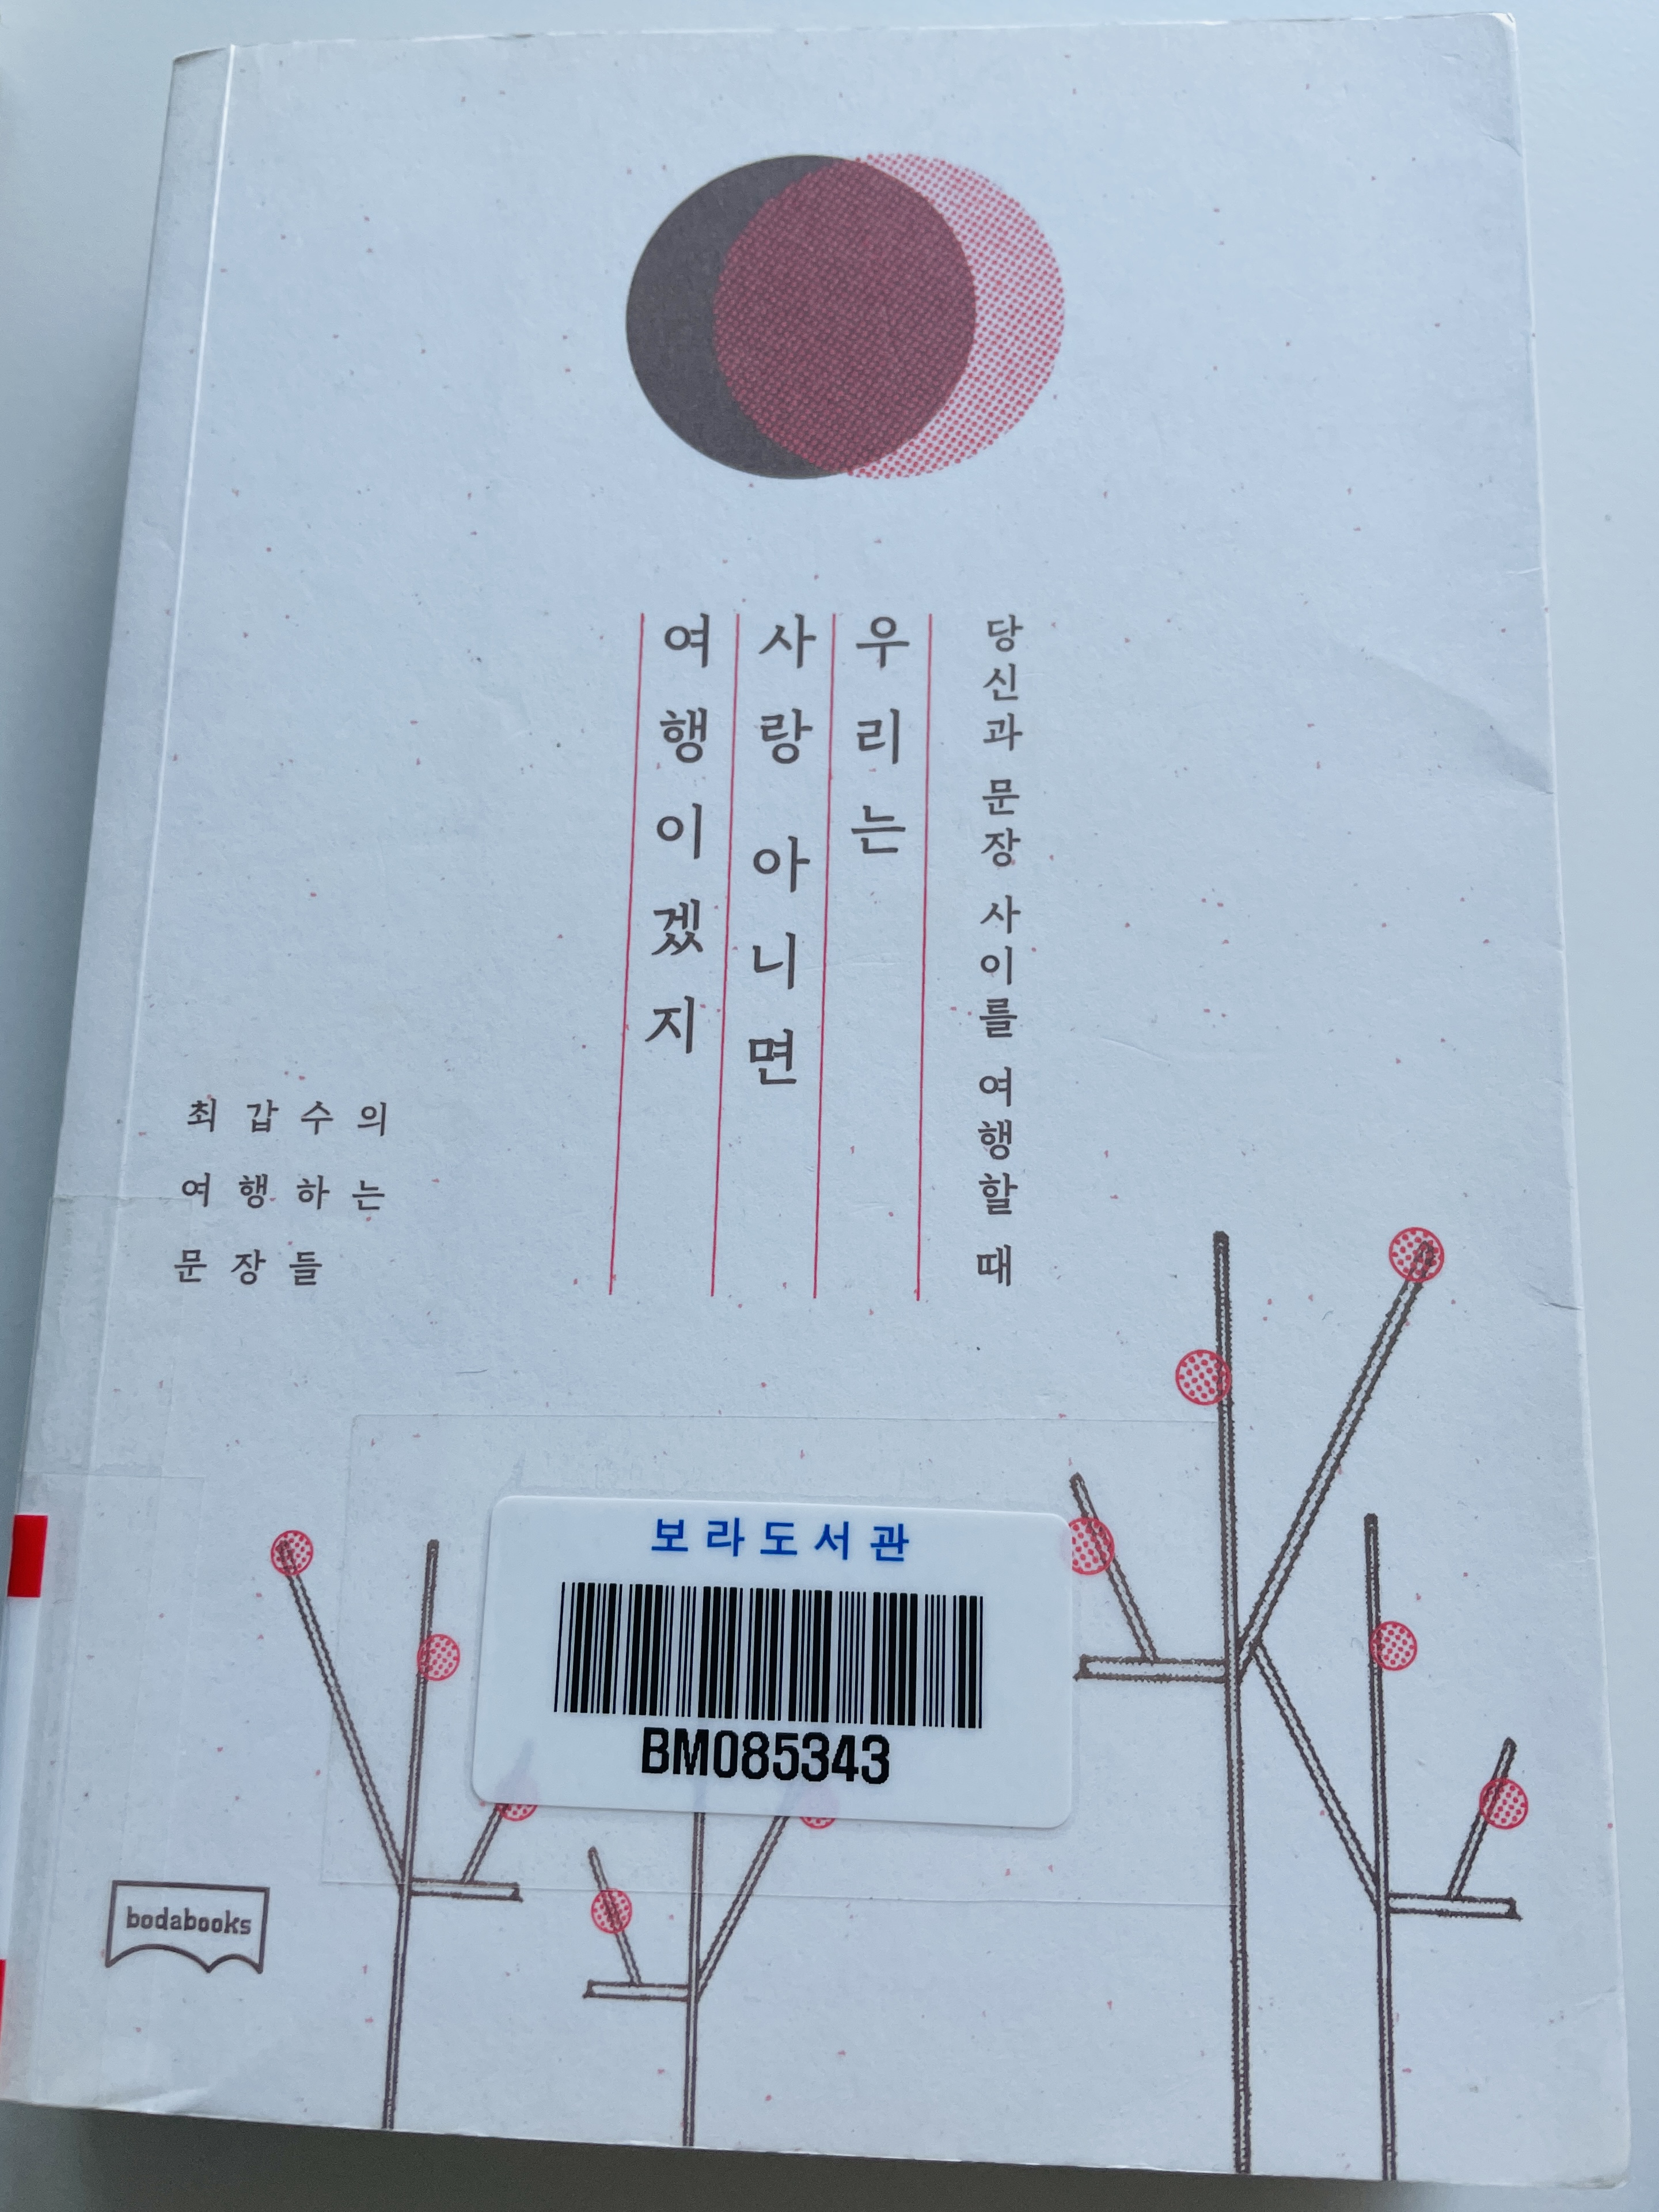 당신과 문장 사이를 여행할 때
우리는
사랑 아니면
여행이겠지
최갑수의
여행하는
문장들
보라도서관
BM085343
bodabooks